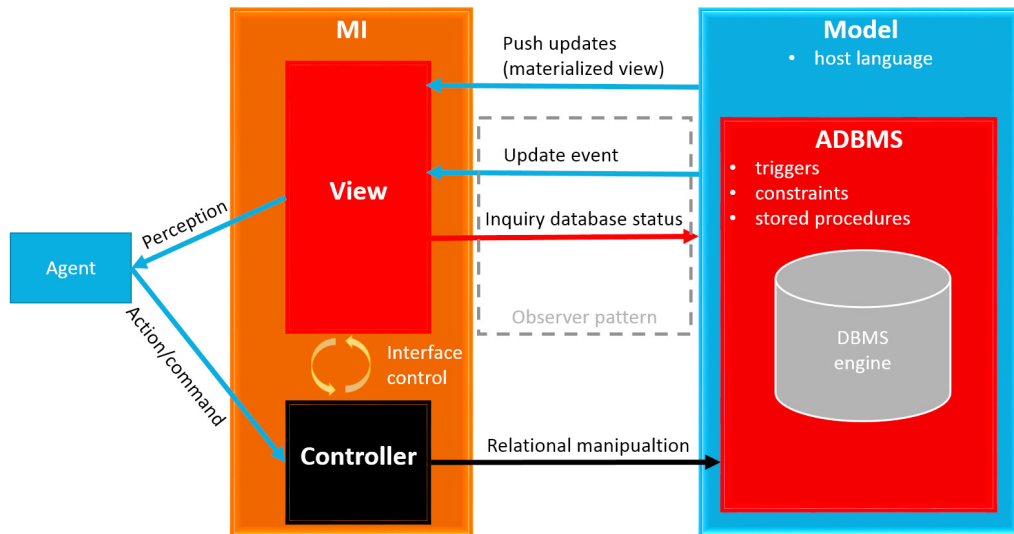 MI
Model
• host language
Push updates
(materialized view)
ADBMS
• triggers
• constraints
• stored procedures
Update event
View
Inquiry database status
Perception
Agent
Action/command
Observer pattern
DBMS
engine
Interface
control
Controller
Relational manipualtion